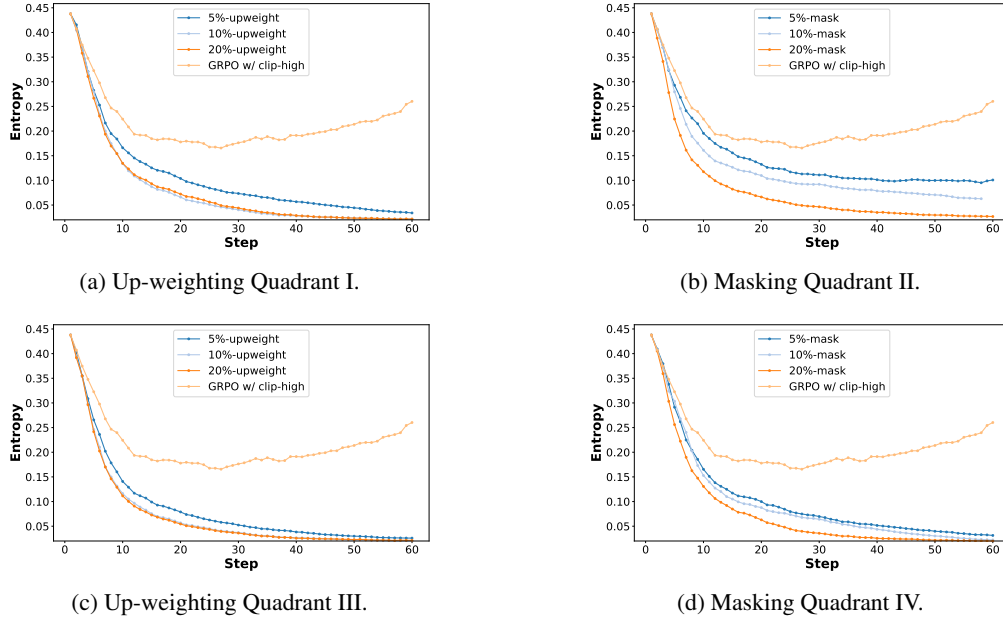 0.45
0.40
0.35
0.30
0.25
0.20
0.15
0.10
0.05
Entropy
5%-upweight
10%-upweight
20%-upweight
GRPO w/ clip-high
0 10 20 30 40 50 60
Step
(a) Up-weighting Quadrant I.
0.45
0.40
0.35
0.30
0.25
0.20
0.15
0.10
0.05
Entropy
5%-mask
10%-mask
20%-mask
GRPO w/ clip-high
0 10 20 30 40 50 60
Step
(b) Masking Quadrant II.
0.45
0.40
0.35
0.30
0.25
0.20
0.15
0.10
0.05
Entropy
5%-upweight
10%-upweight
20%-upweight
GRPO w/ clip-high
0 10 20 30 40 50 60
Step
(c) Up-weighting Quadrant III.
0.45
0.40
0.35
0.30
0.25
0.20
0.15
0.10
0.05
Entropy
5%-mask
10%-mask
20%-mask
GRPO w/ clip-high
0 10 20 30 40 50 60
Step
(d) Masking Quadrant IV.